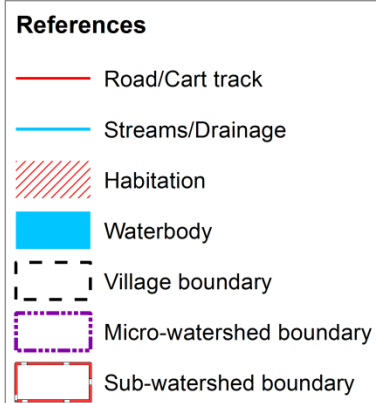 References
Road/Cart track
Streams/Drainage
Habitation
Waterbody
Village boundary
Micro-watershed boundary
Sub-watershed boundary